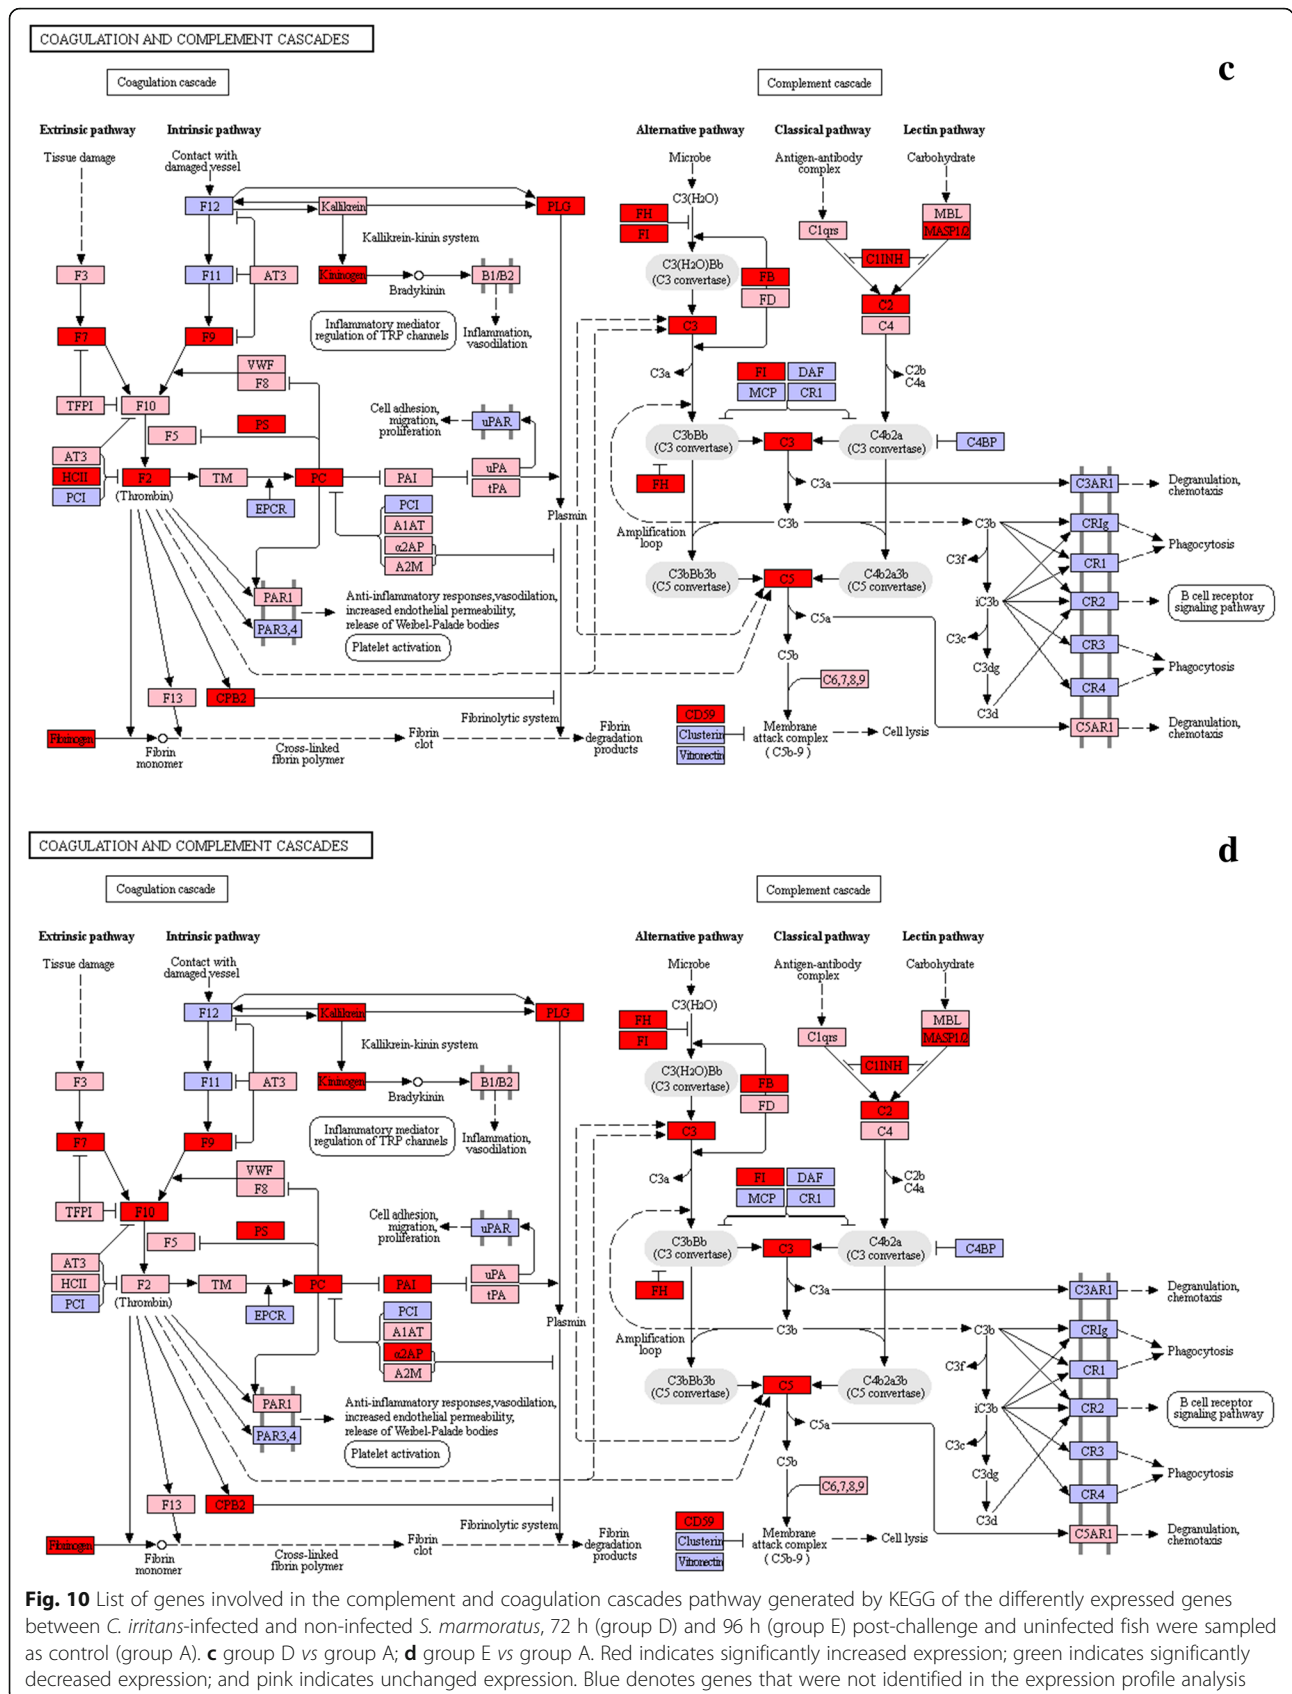 COAGULATION AND COMPLEMENT CASCADES
c
Coagulation cascade
Complement cascade
Extrinsic pathway
Intrinsic pathway
Alternative pathway
Classical pathway
Lectin pathway
Tissue damage
Contact with
damaged vessel
Microbe
Antigen-antibody
complex
Carbohydrate
F12
Kallikrein
PLG
C3(H2O)
FH
FI
C1qrs
MBL
MASP1/2
Kallikrein-kinin system
F3
F11
AT3
Kininogen
Bradykinin
B1/B2
C3(H2O)Bb
(C3 convertase)
FB
FD
C1INH
C2
C4
Inflammatory mediator
regulation of TRP channels
Inflammation,
vasodilation
F7
F9
C3
VWF
F8
C3a
FI
DAF
MCP
CR1
C2b
C4a
TFPI
F10
PS
F5
Cell adhesion,
migration,
proliferation
uPAR
C3bBb
(C3 convertase)
C3
C4b2a
(C3 convertase)
C4BP
AT3
HCII
PCI
F2
(Thrombin)
TM
EPCR
PC
PAI
uPA
tPA
Plasmin
FH
C3a
C3AR1
Degranulation,
chemotaxis
PCI
A1AT
α2AP
A2M
Amplification
loop
C3b
C3b
CRIg
Phagocytosis
C3f
CR1
C3bBb3b
(C5 convertase)
C5
C4b2a3b
(C5 convertase)
iC3b
CR2
B cell receptor
signaling pathway
PAR1
PAR3,4
Anti-inflammatory responses,vasodilation,
increased endothelial permeability,
release of Weibel-Palade bodies
Platelet activation
C5a
C5b
C3c
C3dg
CR3
Phagocytosis
CR4
C3d
F13
CPB2
C6,7,8,9
Fibrinolytic system
CD59
Clusterin
Vitronectin
Membrane
attack complex
( C5b-9 )
Cell lysis
C5AR1
Degranulation,
chemotaxis
Fibrinogen
Fibrin
monomer
Cross-linked
fibrin polymer
Fibrin
clot
Fibrin
degradation
products
COAGULATION AND COMPLEMENT CASCADES
d
Coagulation cascade
Complement cascade
Extrinsic pathway
Intrinsic pathway
Alternative pathway
Classical pathway
Lectin pathway
Tissue damage
Contact with
damaged vessel
Microbe
Antigen-antibody
complex
Carbohydrate
F12
Kallikrein
PLG
C3(H2O)
FH
FI
C1qrs
MBL
MASP1/2
Kallikrein-kinin system
F3
F11
AT3
Kininogen
Bradykinin
B1/B2
C3(H2O)Bb
(C3 convertase)
FB
FD
C1INH
C2
C4
Inflammatory mediator
regulation of TRP channels
Inflammation,
vasodilation
F7
F9
C3
VWF
F8
C3a
FI
DAF
MCP
CR1
C2b
C4a
TFPI
F10
PS
F5
Cell adhesion,
migration,
proliferation
uPAR
C3bBb
(C3 convertase)
C3
C4b2a
(C3 convertase)
C4BP
AT3
HCII
PCI
F2
(Thrombin)
TM
EPCR
PC
PAI
uPA
tPA
Plasmin
FH
C3a
C3AR1
Degranulation,
chemotaxis
PCI
A1AT
α2AP
A2M
Amplification
loop
C3b
C3b
CRIg
Phagocytosis
C3f
CR1
C3bBb3b
(C5 convertase)
C5
C4b2a3b
(C5 convertase)
iC3b
CR2
B cell receptor
signaling pathway
PAR1
PAR3,4
Anti-inflammatory responses,vasodilation,
increased endothelial permeability,
release of Weibel-Palade bodies
Platelet activation
C5a
C5b
C3c
C3dg
CR3
Phagocytosis
CR4
C3d
F13
CPB2
C6,7,8,9
Fibrinolytic system
CD59
Clusterin
Vitronectin
Membrane
attack complex
( C5b-9 )
Cell lysis
C5AR1
Degranulation,
chemotaxis
Fibrinogen
Fibrin
monomer
Cross-linked
fibrin polymer
Fibrin
clot
Fibrin
degradation
products
Fig. 10 List of genes involved in the complement and coagulation cascades pathway generated by KEGG of the differently expressed genes
between C. irritans-infected and non-infected S. marmoratus, 72 h (group D) and 96 h (group E) post-challenge and uninfected fish were sampled
as control (group A). c group D vs group A; d group E vs group A. Red indicates significantly increased expression; green indicates significantly
decreased expression; and pink indicates unchanged expression. Blue denotes genes that were not identified in the expression profile analysis